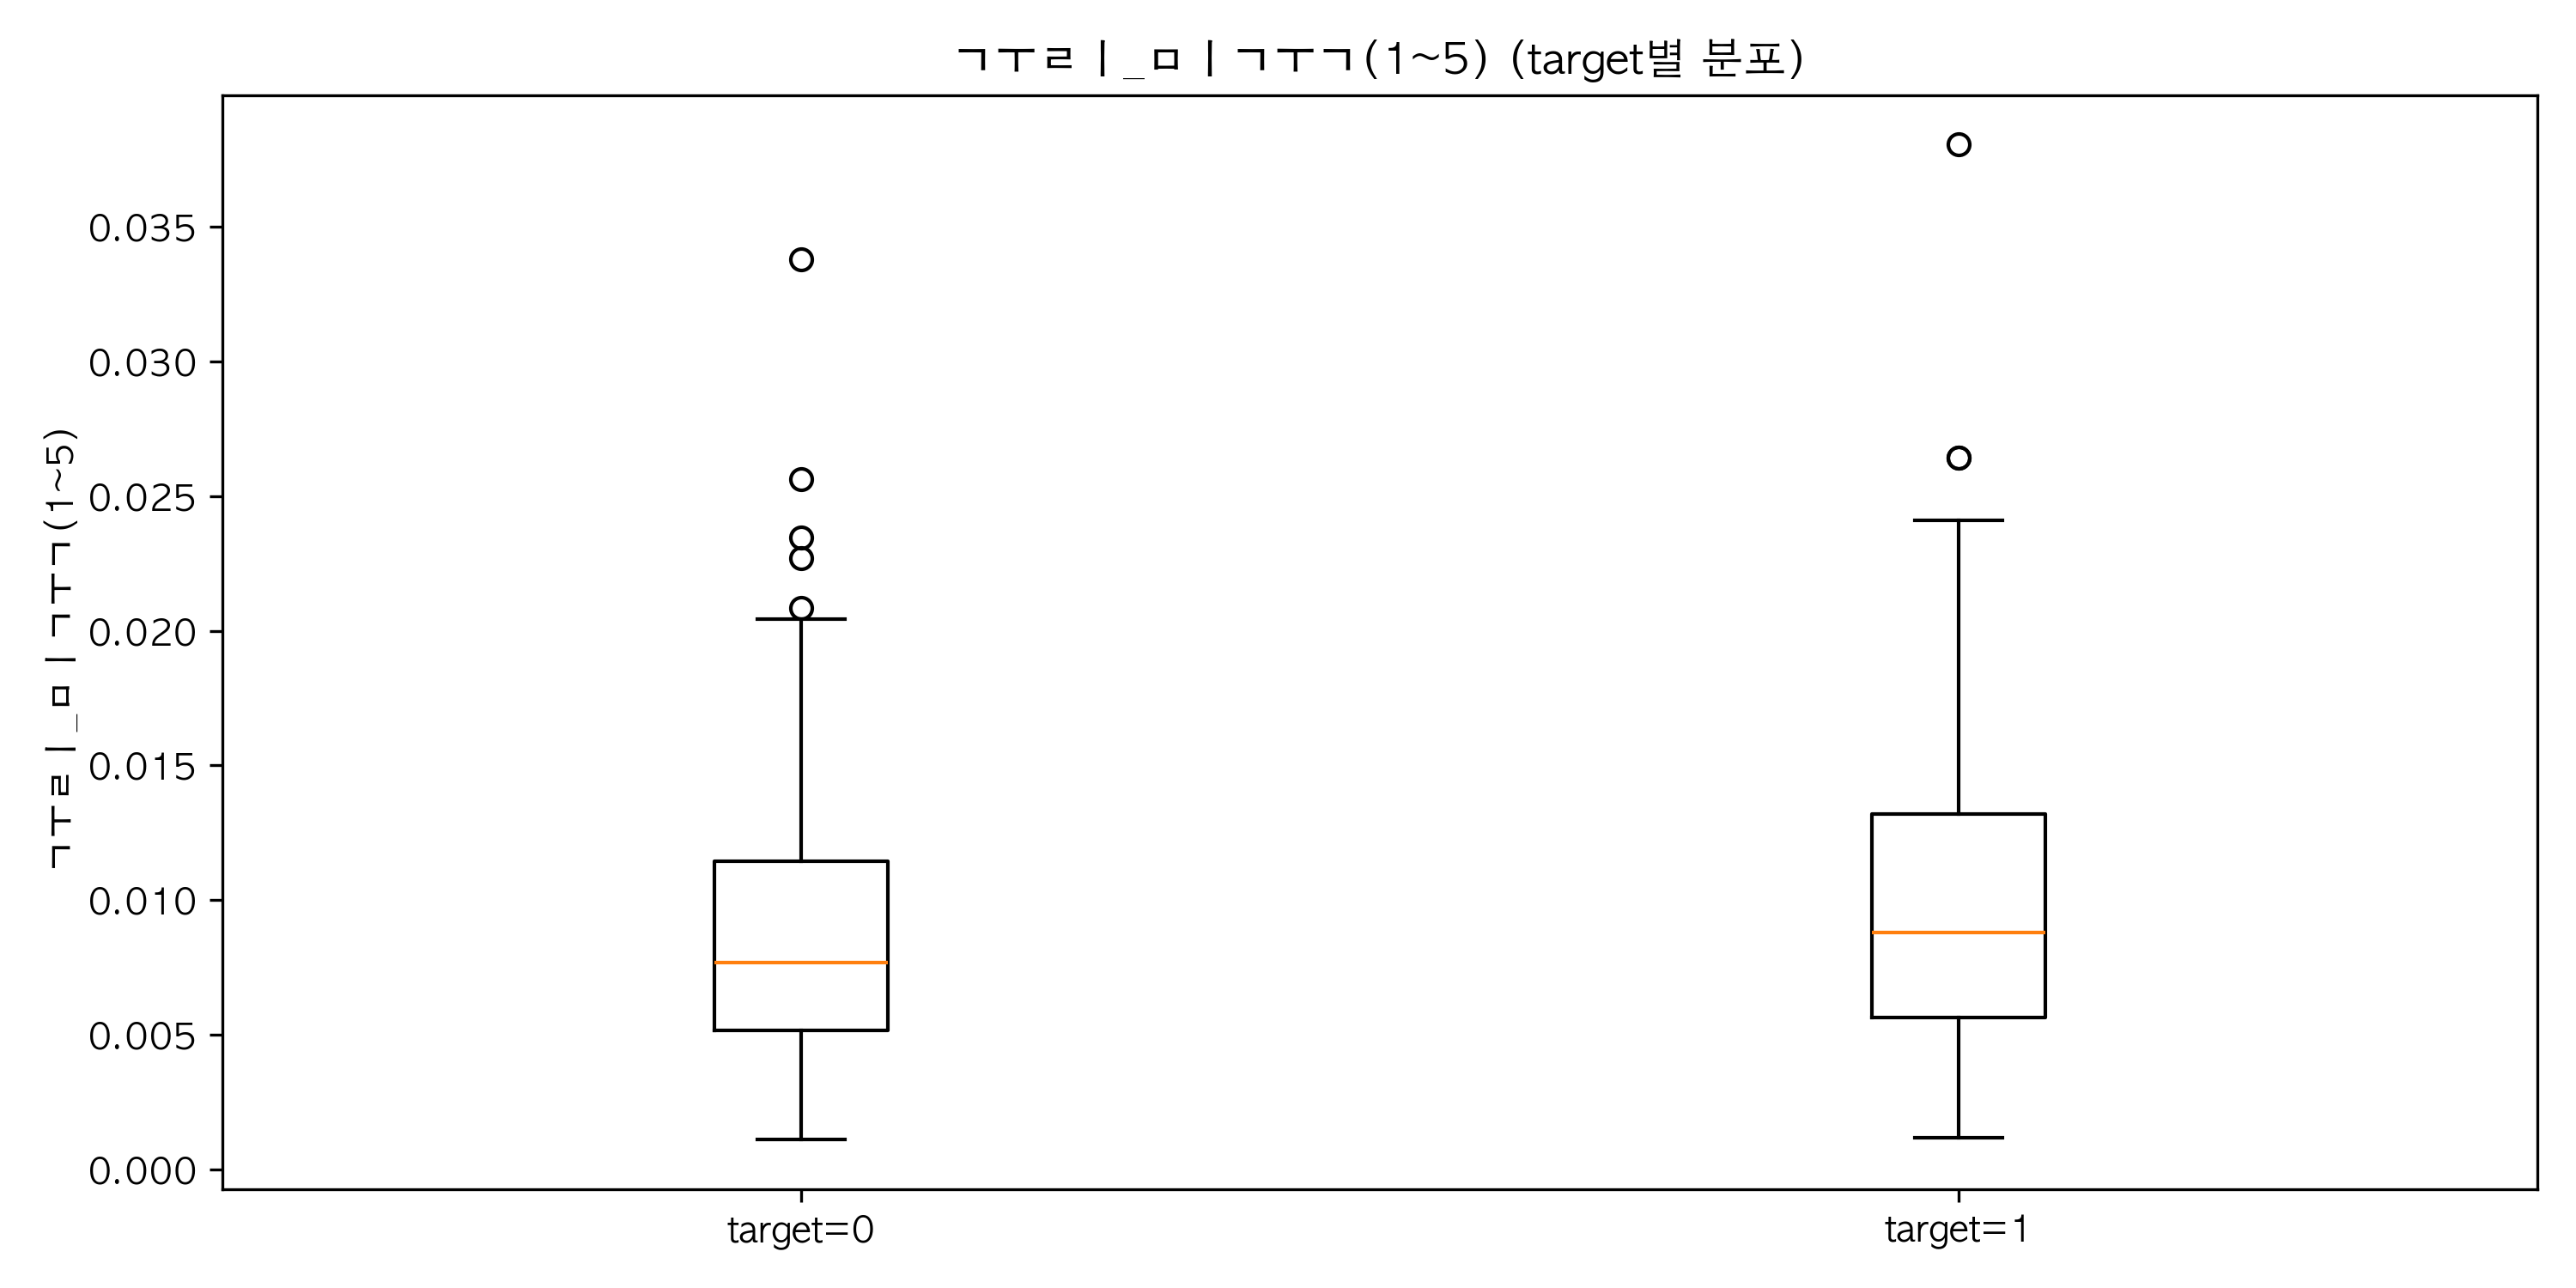 ㄱㅜㄹㅣ_ㅁㅣㄱㅜㄱ(1~5) (target별 분포)
ㄱㅜㄹㅣ_ㅁㅣㄱㅜㄱ(1~5)
0.035
0.030
0.025
0.020
0.015
0.010
0.005
0.000
target=0
target=1